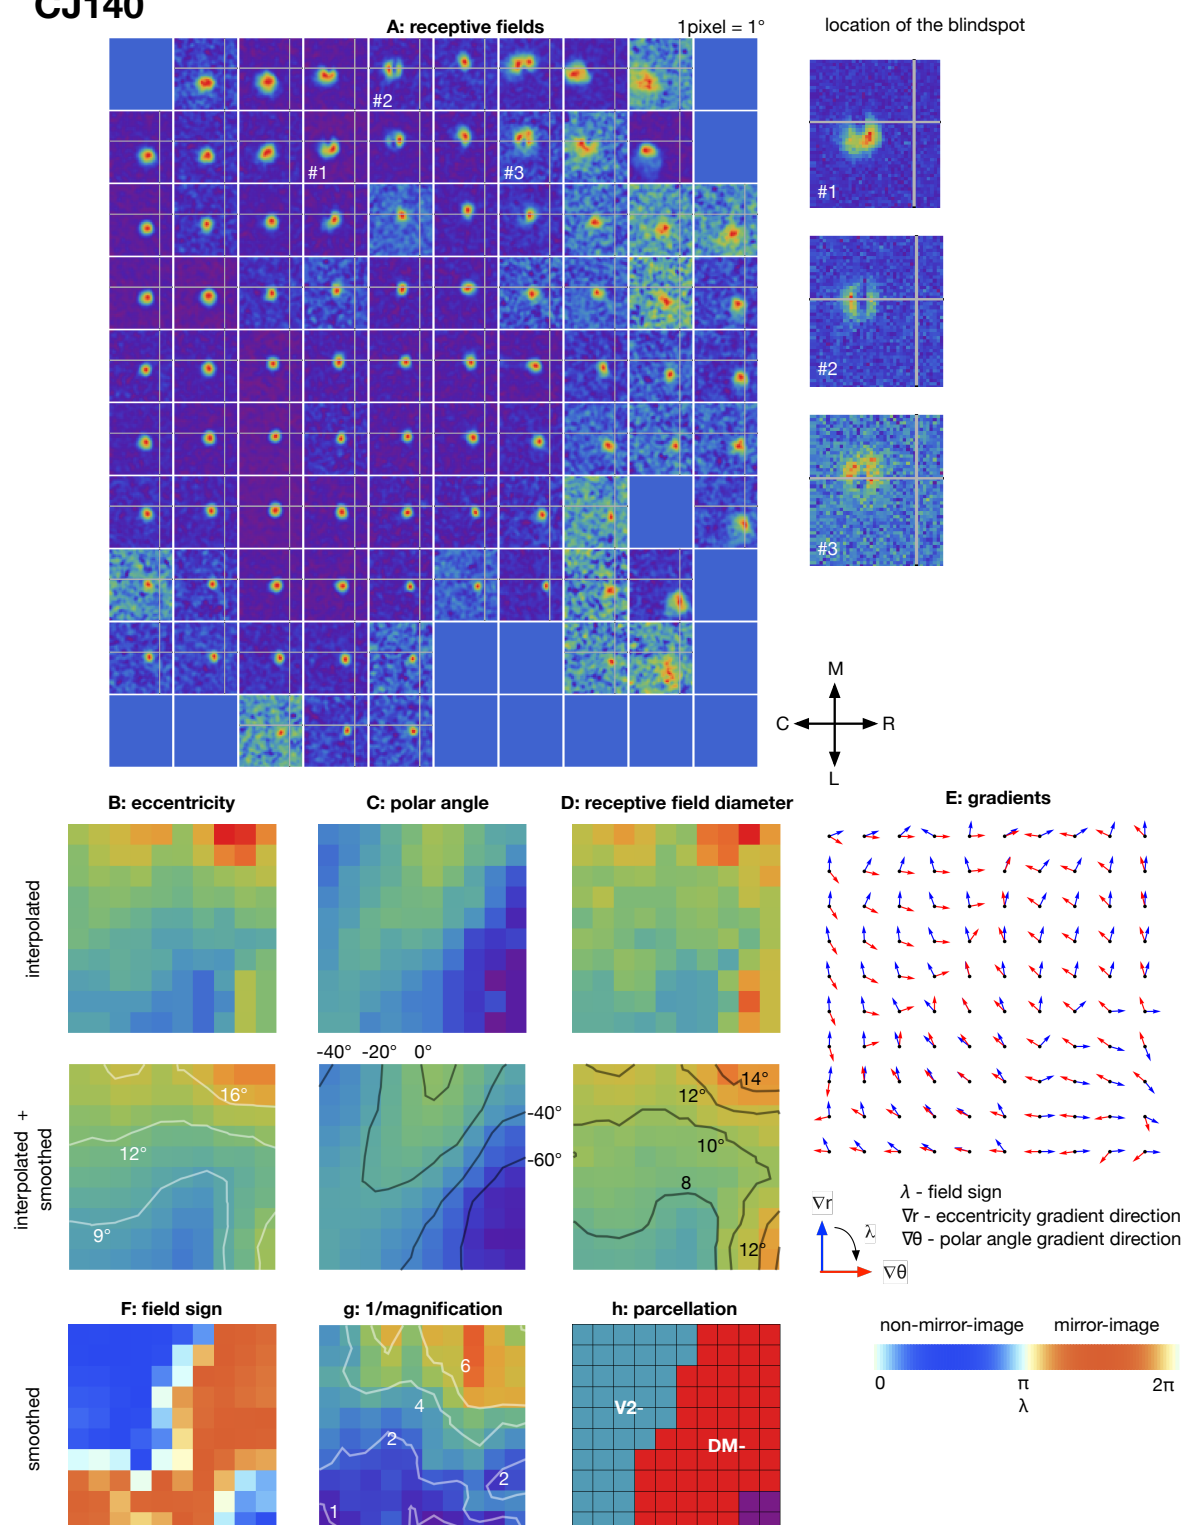 CJ140
A: receptive fields
1pixel = 1°
location of the blindspot
#2
#1
#3
#1
#2
#3
M
C
R
L
B: eccentricity
C: polar angle
D: receptive field diameter
E: gradients
interpolated
-40° -20° 0°
16°
12°
9°
-40°
-60°
14°
12°
10°
8
12°
interpolated + smoothed
λ - field sign
∇r - eccentricity gradient direction
∇θ - polar angle gradient direction
∇r
λ
∇θ
F: field sign
g: 1/magnification
h: parcellation
smoothed
6
4
2
2
1
V2-
DM-
non-mirror-image
mirror-image
0
π
2π
λ